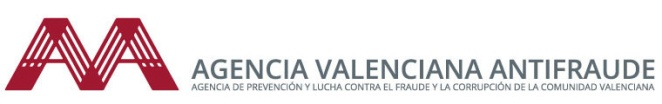 AGENCIA VALENCIANA ANTIFRAUDE
AGENCIA DE PREVENCIÓN Y LUCHA CONTRA EL FRAUDE Y LA CORRUPCIÓN DE LA COMUNIDAD VALENCIANA